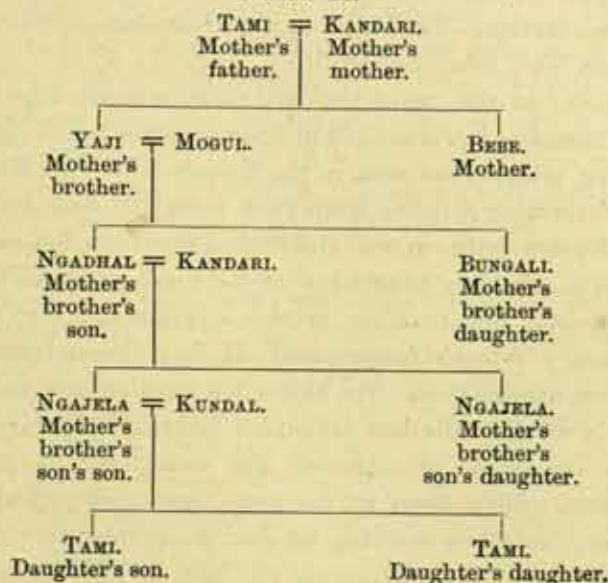 TAMI = KANDARI.
Mother's Mother's
father. mother.
YAJI = MOGUL. BEBE.
Mother's Mother.
brother.
NGADHAL = KANDARI. BUNGALI.
Mother's Mother's
brother's brother's
son. daughter.
NGAJELA = KUNDAL. NGAJELA.
Mother's Mother's
brother's brother's
son's son. son's daughter.
TAMI. TAMI.
Daughter's son. Daughter's daughter.